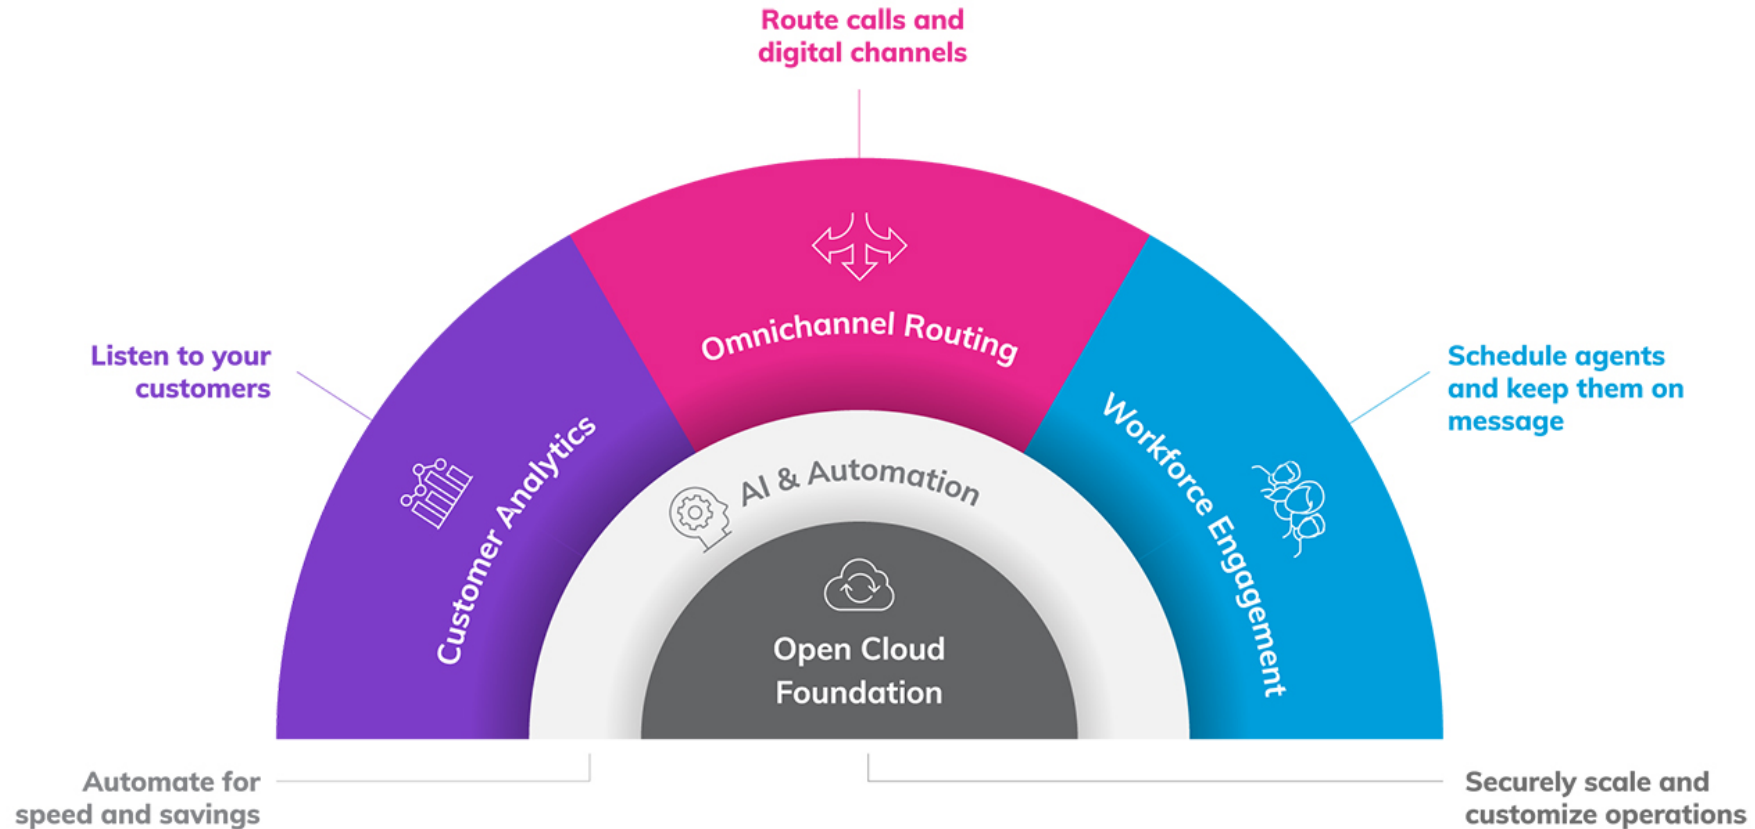 Route calls and
digital channels
Omnichannel Routing
Listen to your
customers
Customer Analytics
Schedule agents
and keep them on
message
Workforce Engagement
AI & Automation
Open Cloud
Foundation
Automate for
speed and savings
Securely scale and
customize operations